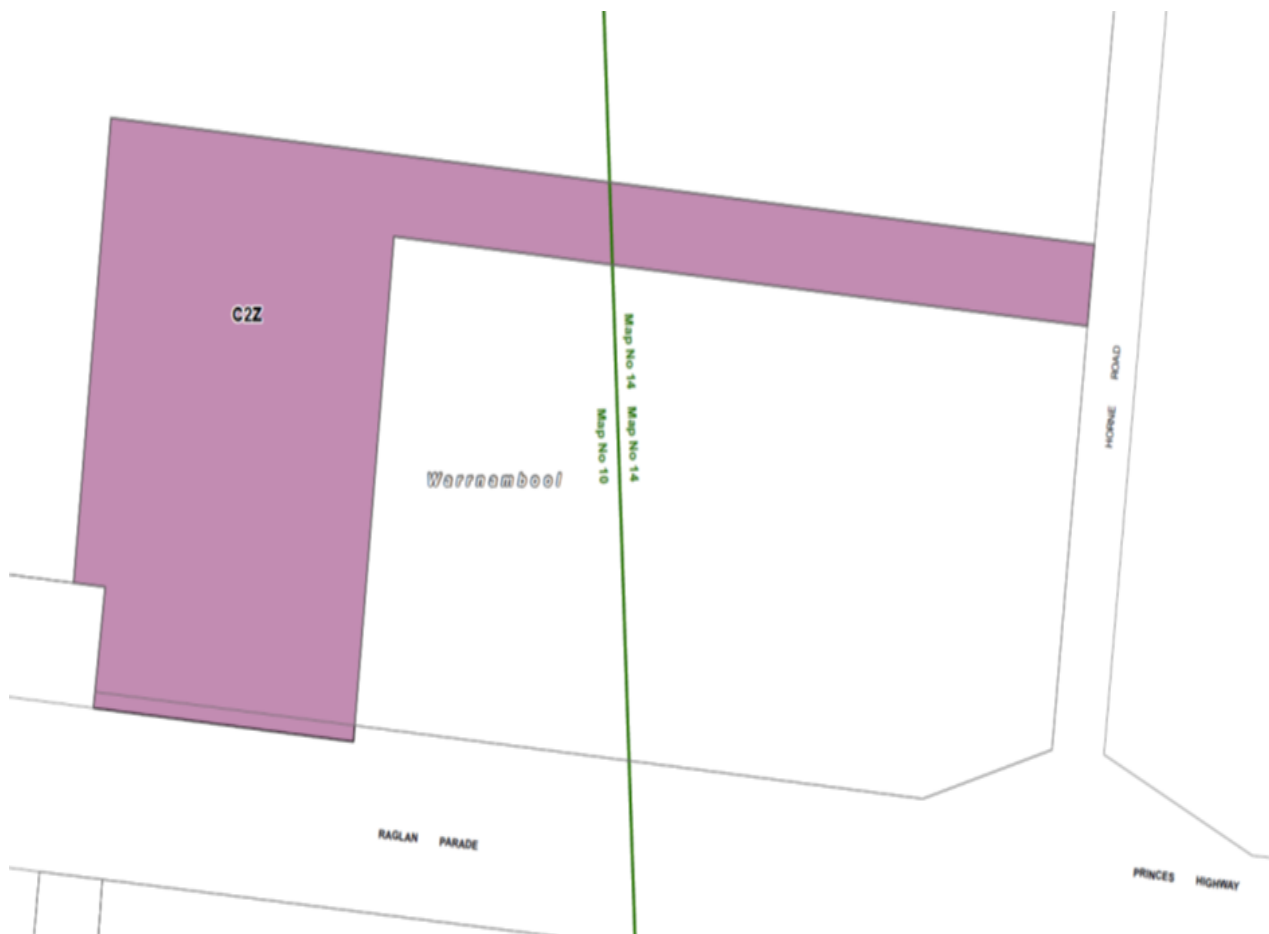 C2Z
Map No 14 Map No 14
Map No 10
HORNE ROAD
Warrnambool
RAGLAN PARADE
PRINCES HIGHWAY